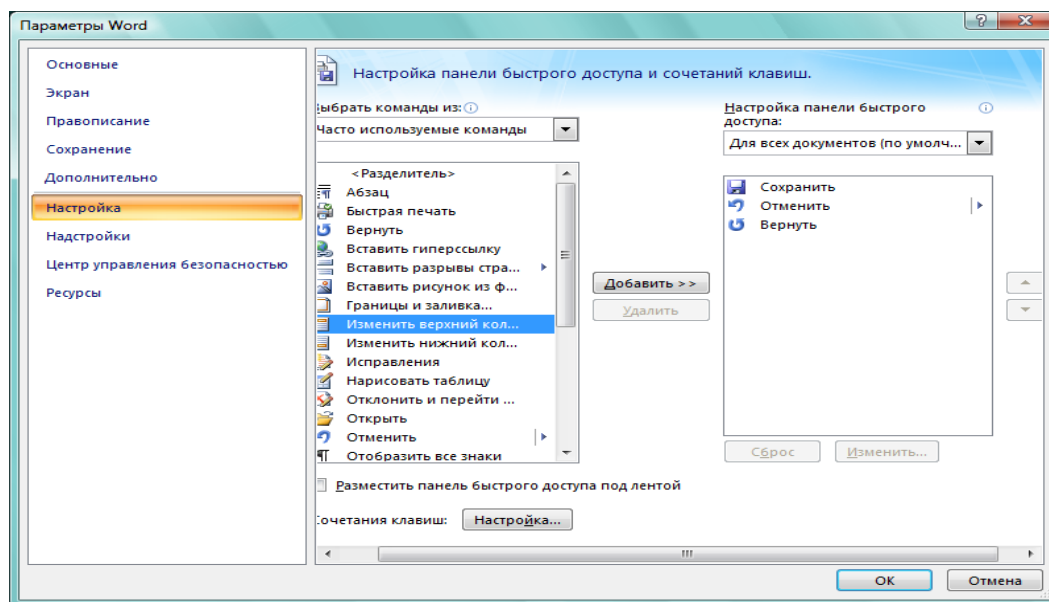 Параметры Word
Основные
Экран
Правописание
Сохранение
Дополнительно
Настройка
Надстройки
Центр управления безопасностью
Ресурсы
Настройка панели быстрого доступа и сочетаний клавиш.
ыбрать команды из:
Часто используемые команды
<Разделитель>
Абзац
Быстрая печать
Вернуть
Вставить гиперссылку
Вставить разрывы стра...
Вставить рисунок из ф...
Границы и заливка...
Изменить верхний кол...
Изменить нижний кол...
Исправления
Нарисовать таблицу
Отклонить и перейти ...
Открыть
Отменить
Отобразить все знаки
Добавить >>
Удалить
Настройка панели быстрого
доступа:
Для всех документов (по умолч...
Сохранить
Отменить
Вернуть
Сброс
Изменить...
Разместить панель быстрого доступа под лентой
очетания клавиш:
Настройка...
ОК
Отмена